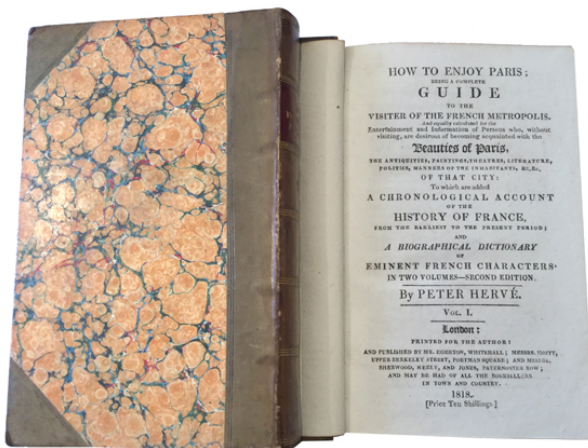 HOW TO ENJOY PARIS;
BEING A COMPLETE
GUIDE
TO THE
VISITER OF THE FRENCH METROPOLIS.
And equally calculated for the
Entertainment and Information of Persons who, without
visiting, are desirous of becoming acquainted with the
Beauties of Paris,
THE ANTIQUITIES, PAINTINGS, THEATRES, LITERATURE,
POLITICS, MANNERS OF THE INHABITANTS, &c, &c,
OF THAT CITY:
To which are added
A CHRONOLOGICAL ACCOUNT
OF THE
HISTORY OF FRANCE,
FROM THE EARLIEST TO THE PRESENT PERIOD;
AND
A BIOGRAPHICAL DICTIONARY
OF
EMINENT FRENCH CHARACTERS
IN TWO VOLUMES—SECOND EDITION.
By PETER HERVÉ.
VOL. I.
London:
PRINTED FOR THE AUTHOR:
AND PUBLISHED BY MR. EGERTON, WHITEHALL; MESSRS.
UPPER BERKELEY STREET, PORTMAN SQUARE; AND MESSRS.
SHERWOOD, NEELY, AND JONES, PATERNOSTER ROW;
AND MAY BE HAD OF ALL THE BOOKSELLERS
IN TOWN AND COUNTRY.
1818.
[Price Ten Shillings]